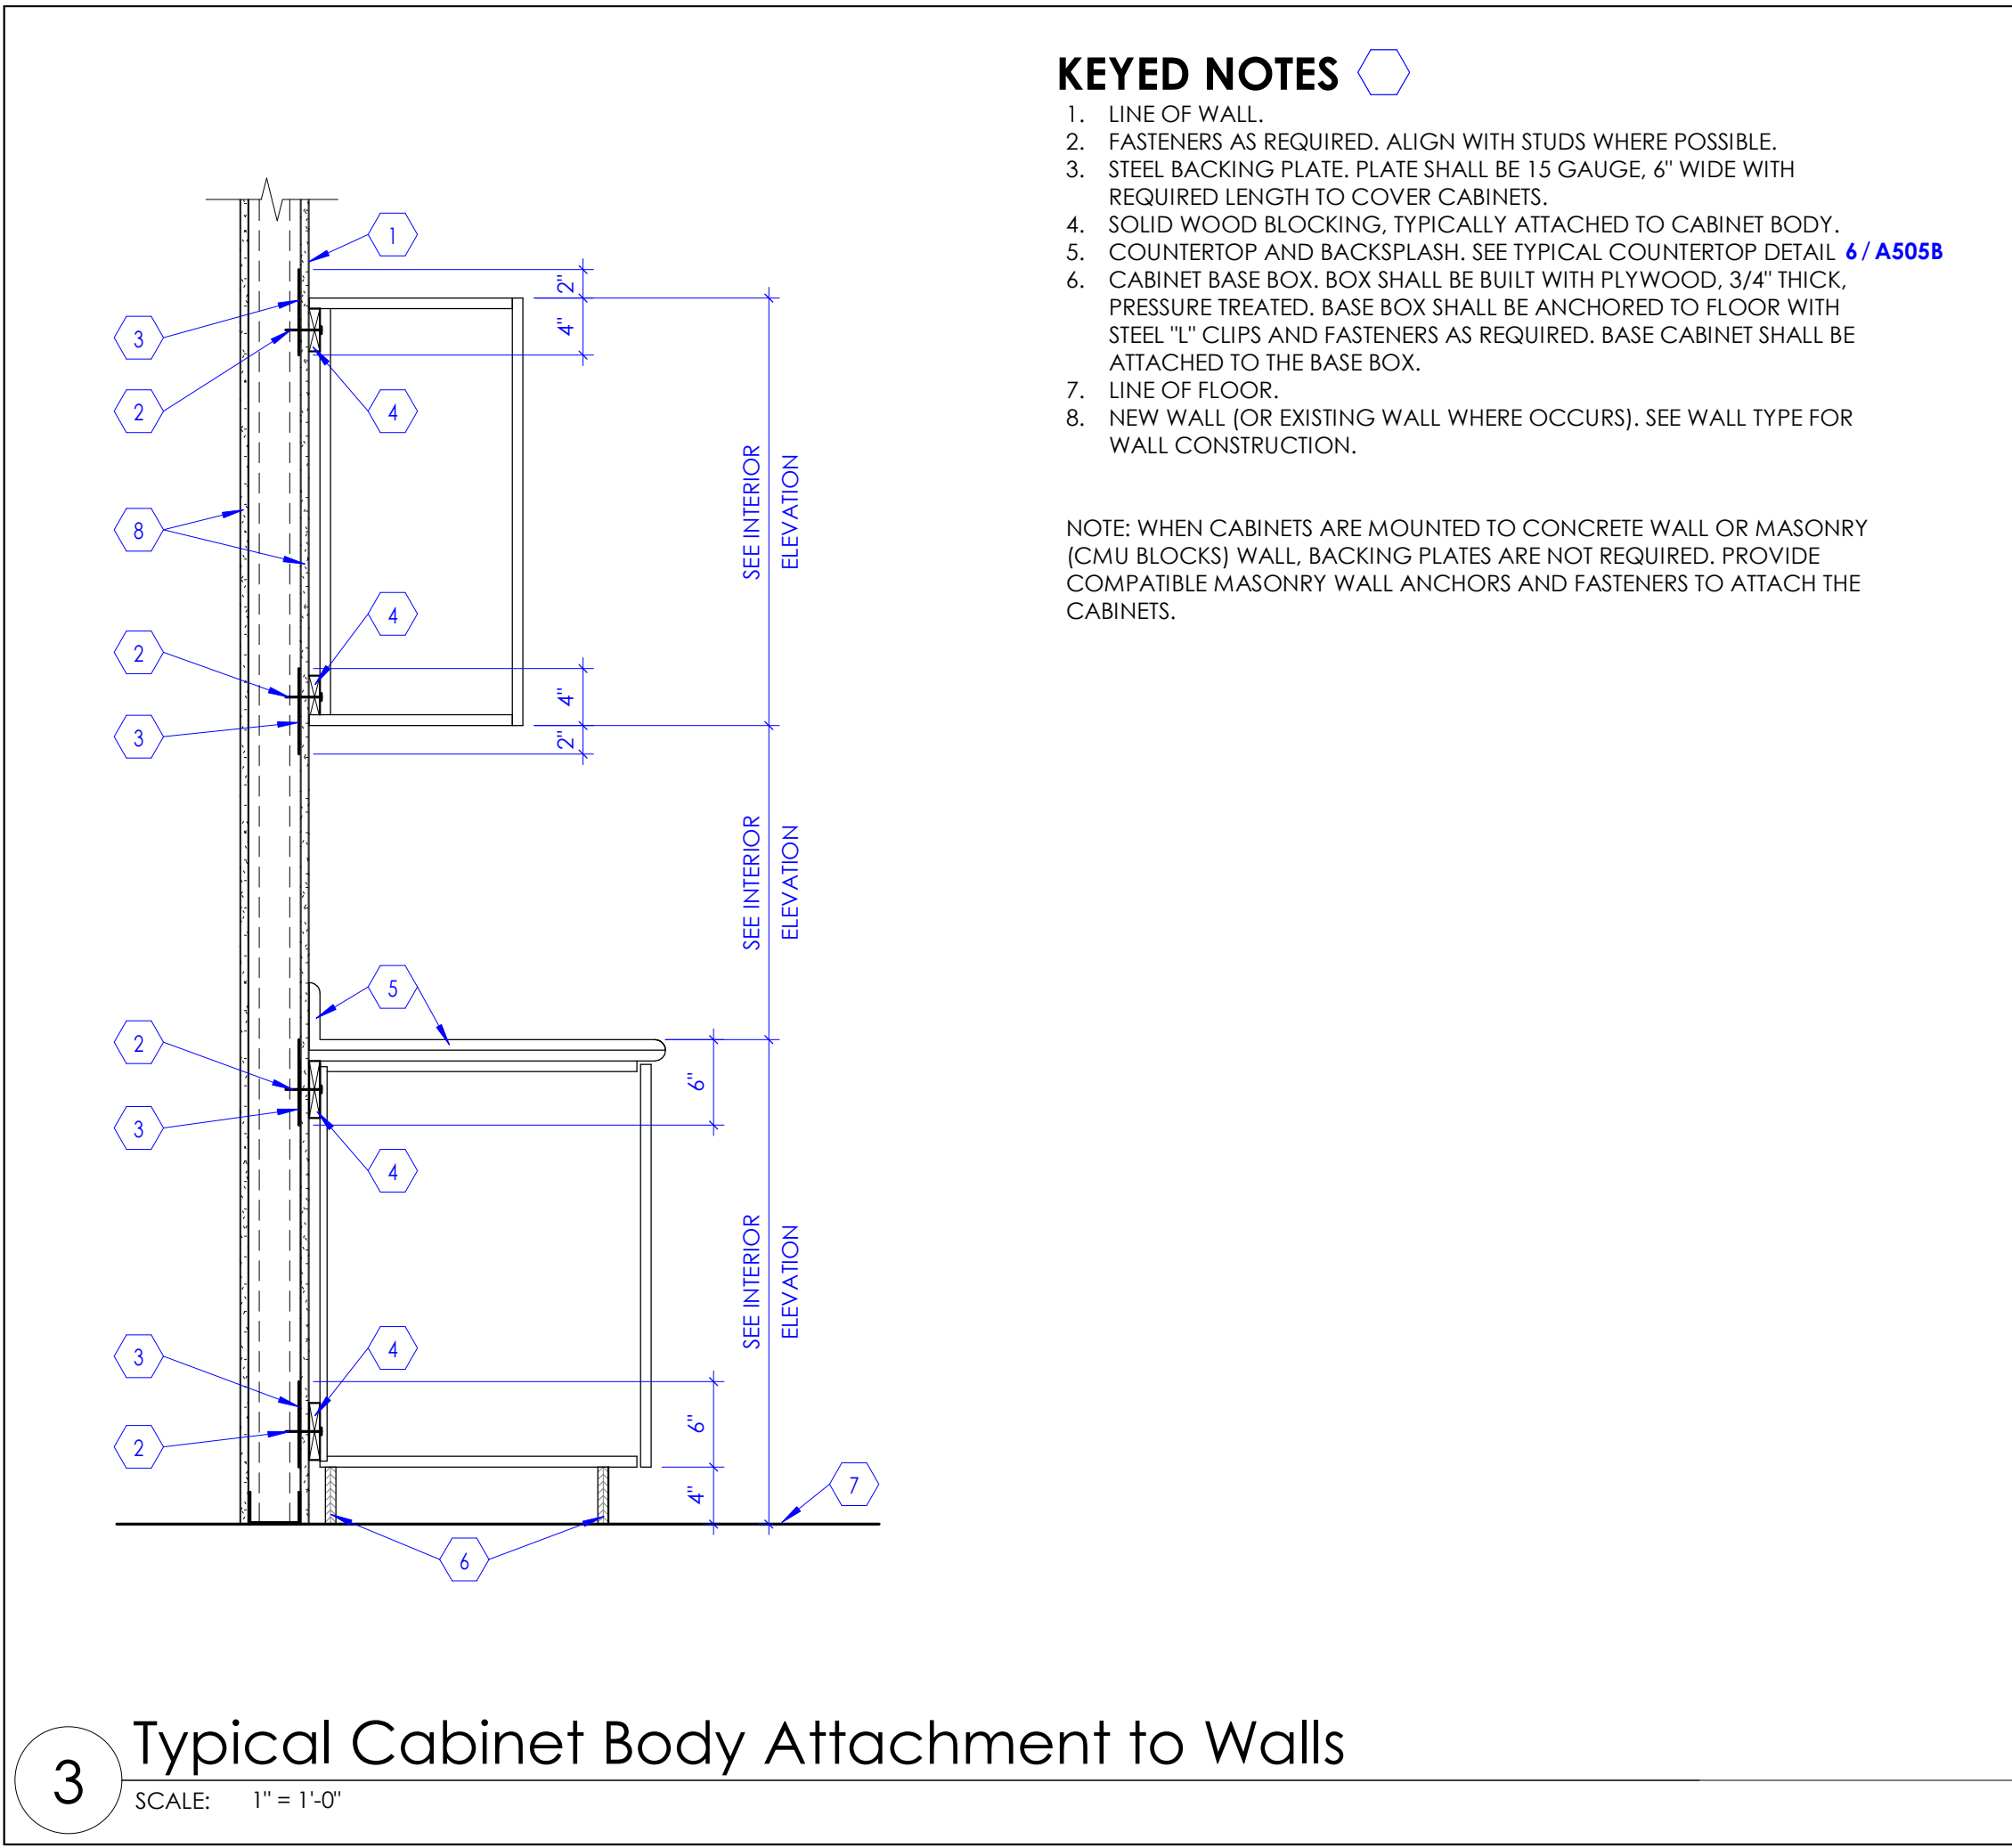 KEYED NOTES
1. LINE OF WALL.
2. FASTENERS AS REQUIRED. ALIGN WITH STUDS WHERE POSSIBLE.
3. STEEL BACKING PLATE. PLATE SHALL BE 15 GAUGE, 6" WIDE WITH
REQUIRED LENGTH TO COVER CABINETS.
4. SOLID WOOD BLOCKING, TYPICALLY ATTACHED TO CABINET BODY.
5. COUNTERTOP AND BACKSPLASH. SEE TYPICAL COUNTERTOP DETAIL 6 / A505B
6. CABINET BASE BOX. BOX SHALL BE BUILT WITH PLYWOOD, 3/4" THICK,
PRESSURE TREATED. BASE BOX SHALL BE ANCHORED TO FLOOR WITH
STEEL "L" CLIPS AND FASTENERS AS REQUIRED. BASE CABINET SHALL BE
ATTACHED TO THE BASE BOX.
7. LINE OF FLOOR.
8. NEW WALL (OR EXISTING WALL WHERE OCCURS). SEE WALL TYPE FOR
WALL CONSTRUCTION.
NOTE: WHEN CABINETS ARE MOUNTED TO CONCRETE WALL OR MASONRY
(CMU BLOCKS) WALL, BACKING PLATES ARE NOT REQUIRED. PROVIDE
COMPATIBLE MASONRY WALL ANCHORS AND FASTENERS TO ATTACH THE
CABINETS.
1
2"
3
4"
2
4
SEE INTERIOR
ELEVATION
8
4
2
4"
3
2"
SEE INTERIOR
ELEVATION
5
2
6"
3
4
SEE INTERIOR
ELEVATION
3
4
6"
2
4"
7
6
3
Typical Cabinet Body Attachment to Walls
SCALE: 1" = 1'-0"